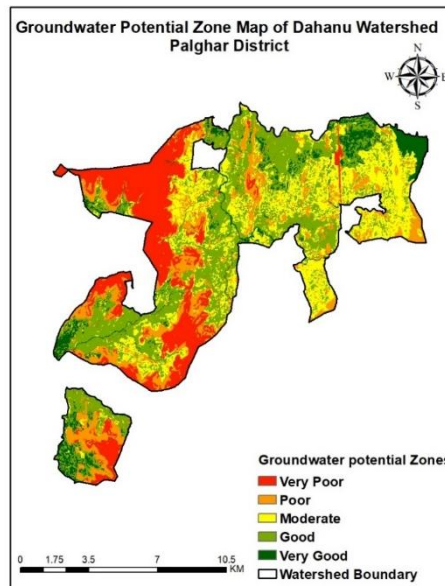 Groundwater Potential Zone Map of Dahanu Watershed
Palghar District
N
W E
S
Groundwater potential Zones
Very Poor
Poor
Moderate
Good
Very Good
Watershed Boundary
0 1.75 3.5 7 10.5
KM